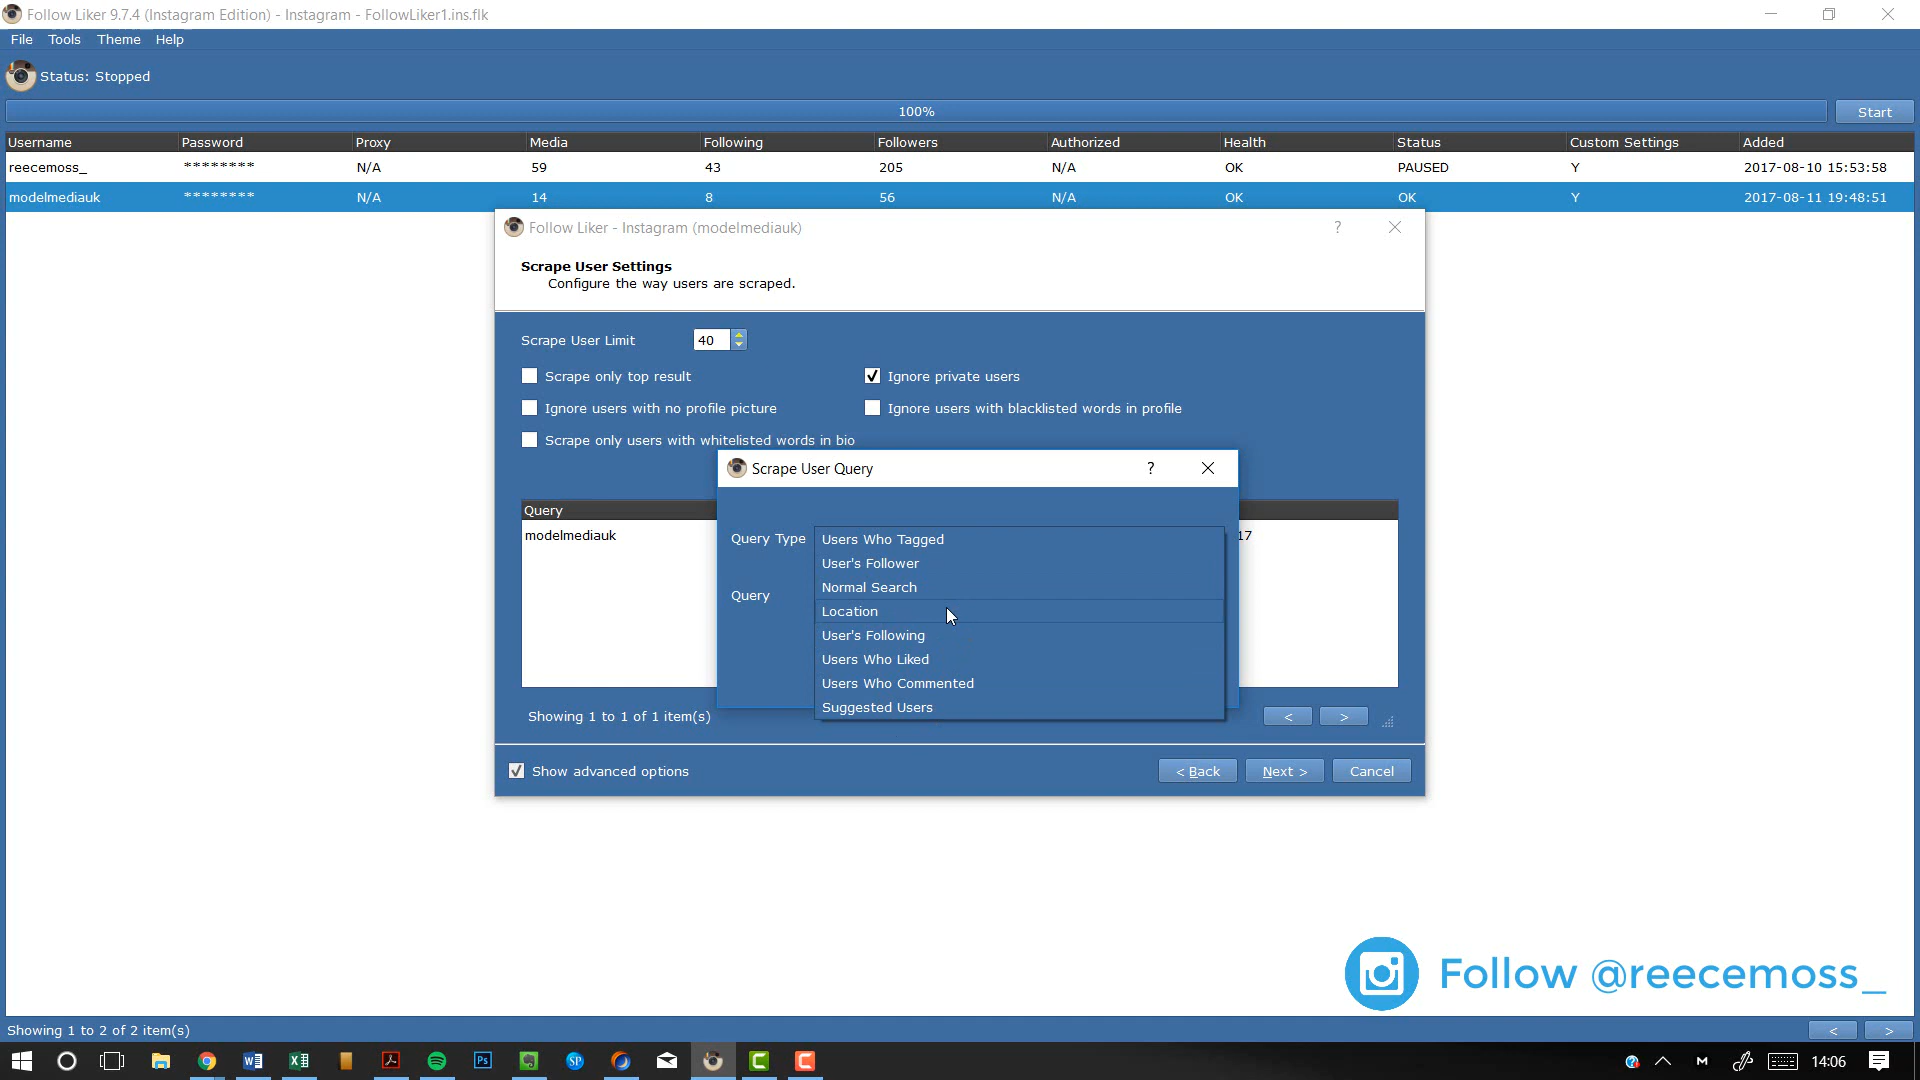 Follow Liker 9.7.4 (Instagram Edition) - Instagram - FollowLiker1.ins.flk
File Tools Theme Help
Status: Stopped
100%
Start
Username Password Proxy Media Following Followers Authorized Health Status Custom Settings Added
reecemoss_ ******** N/A 59 43 205 N/A OK PAUSED Y 2017-08-10 15:53:58
modelmediauk ******** N/A 14 8 56 N/A OK OK Y 2017-08-11 19:48:51
Follow Liker - Instagram (modelmediauk) ?
Scrape User Settings
Configure the way users are scraped.
Scrape User Limit 40
Scrape only top result Ignore private users
Ignore users with no profile picture Ignore users with blacklisted words in profile
Scrape only users with whitelisted words in bio
Scrape User Query ?
Query
modelmediauk 17
Query Type Users Who Tagged
User's Follower
Normal Search
Query
Location
User's Following
Users Who Liked
Users Who Commented
Suggested Users
Showing 1 to 1 of 1 item(s) < >
Show advanced options < Back Next > Cancel
Follow @reecemoss_
Showing 1 to 2 of 2 item(s) < >
14:06